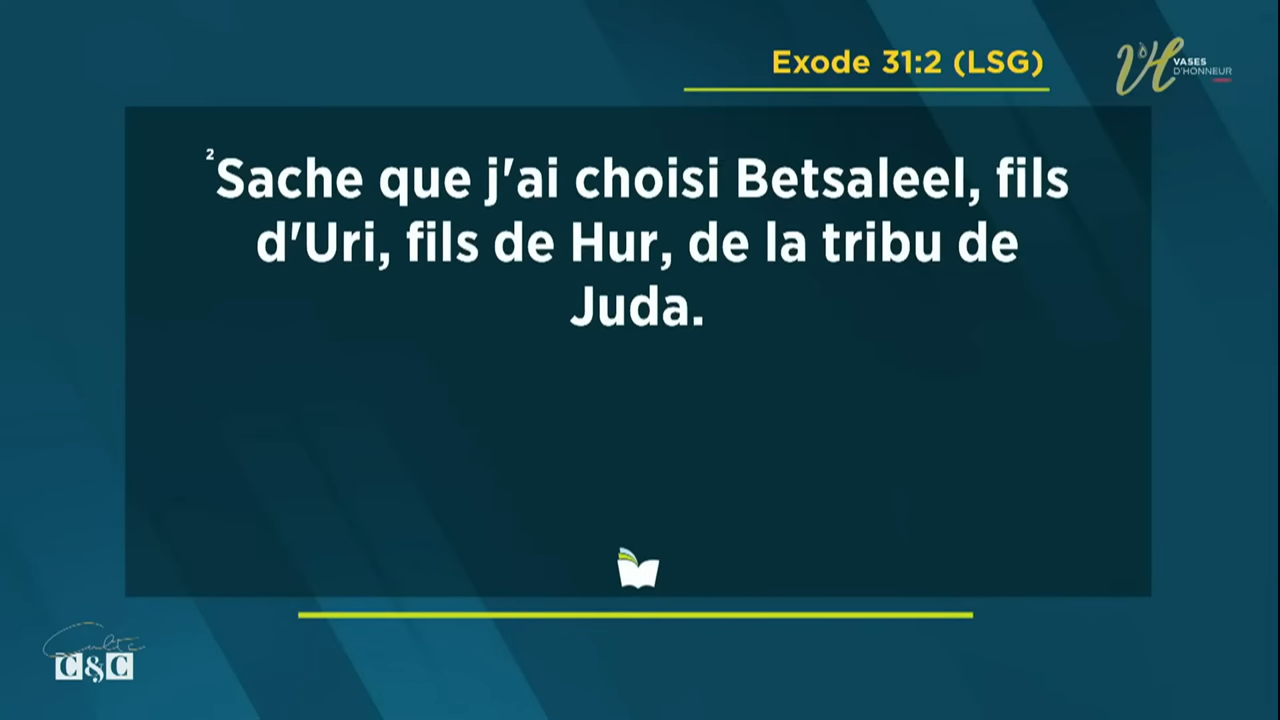 Exode 31:2 (LSG)
VASES
D'HONNEUR
²Sache que j'ai choisi Betsaleel, fils
d'Uri, fils de Hur, de la tribu de
Juda.
Culte
C&C